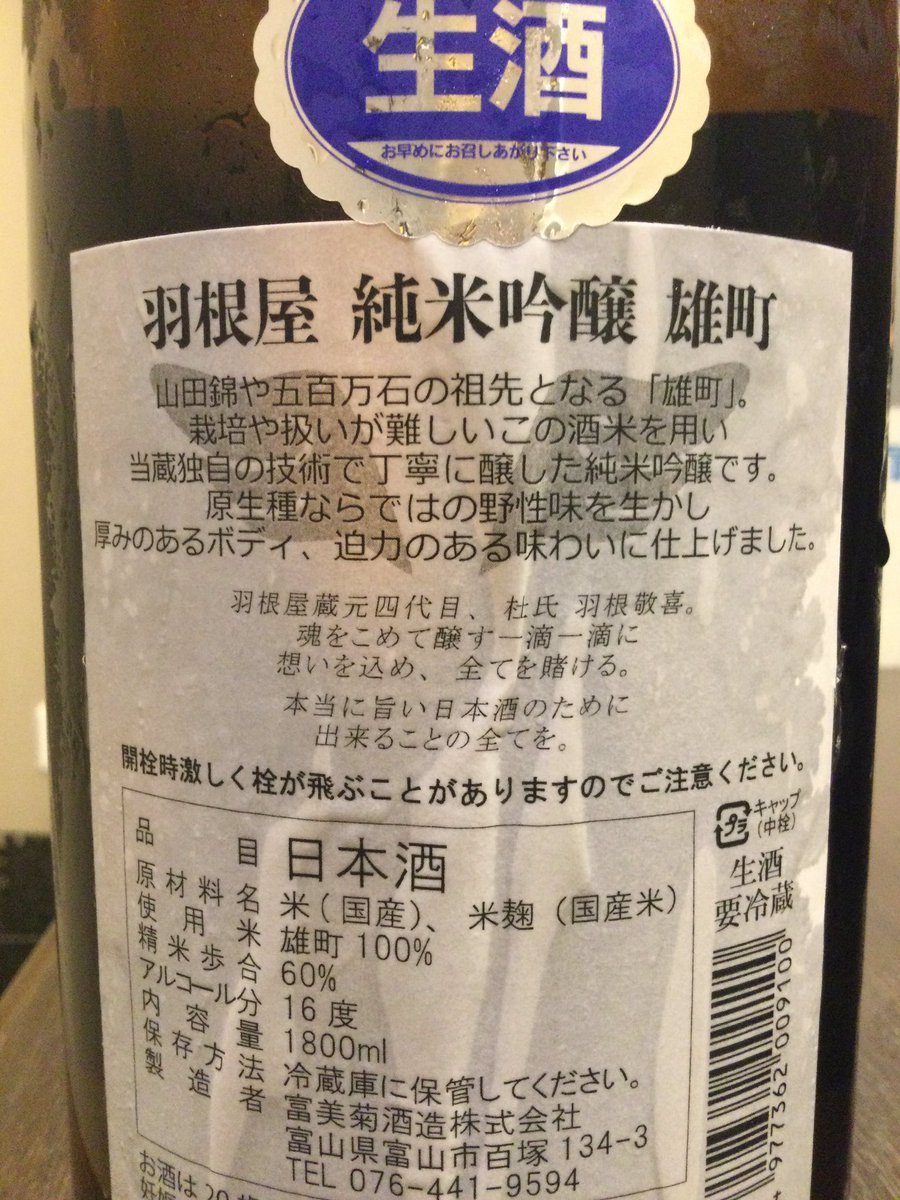 生酒
お早めにお召しあがり下さい
羽根屋 純米吟醸 雄町
山田錦や五百万石の祖先となる「雄町」。
栽培や扱いが難しいこの酒米を用い
当蔵独自の技術で丁寧に醸した純米吟醸です。
原生種ならではの野性味を生かし
厚みのあるボディ、迫力のある味わいに仕上げました。
羽根屋蔵元四代目、杜氏 羽根敬喜。
魂をこめて醸す一滴一滴に
想いを込め、全てを賭ける。
本当に旨い日本酒のために
出来ることの全てを。
開栓時激しく栓が飛ぶことがありますのでご注意ください。
品目 日本酒
原材料名 米(国産)、米麹(国産米)
使用米 雄町 100%
精米歩合 60%
アルコール分 16度
内容量 1800ml
保存方法 冷蔵庫に保管してください。
製造者 富美菊酒造株式会社
富山県富山市百塚134-3
TEL 076-441-9594
プラ
キャップ
(中栓)
生酒
要冷蔵
977362 009100
お酒は20歳